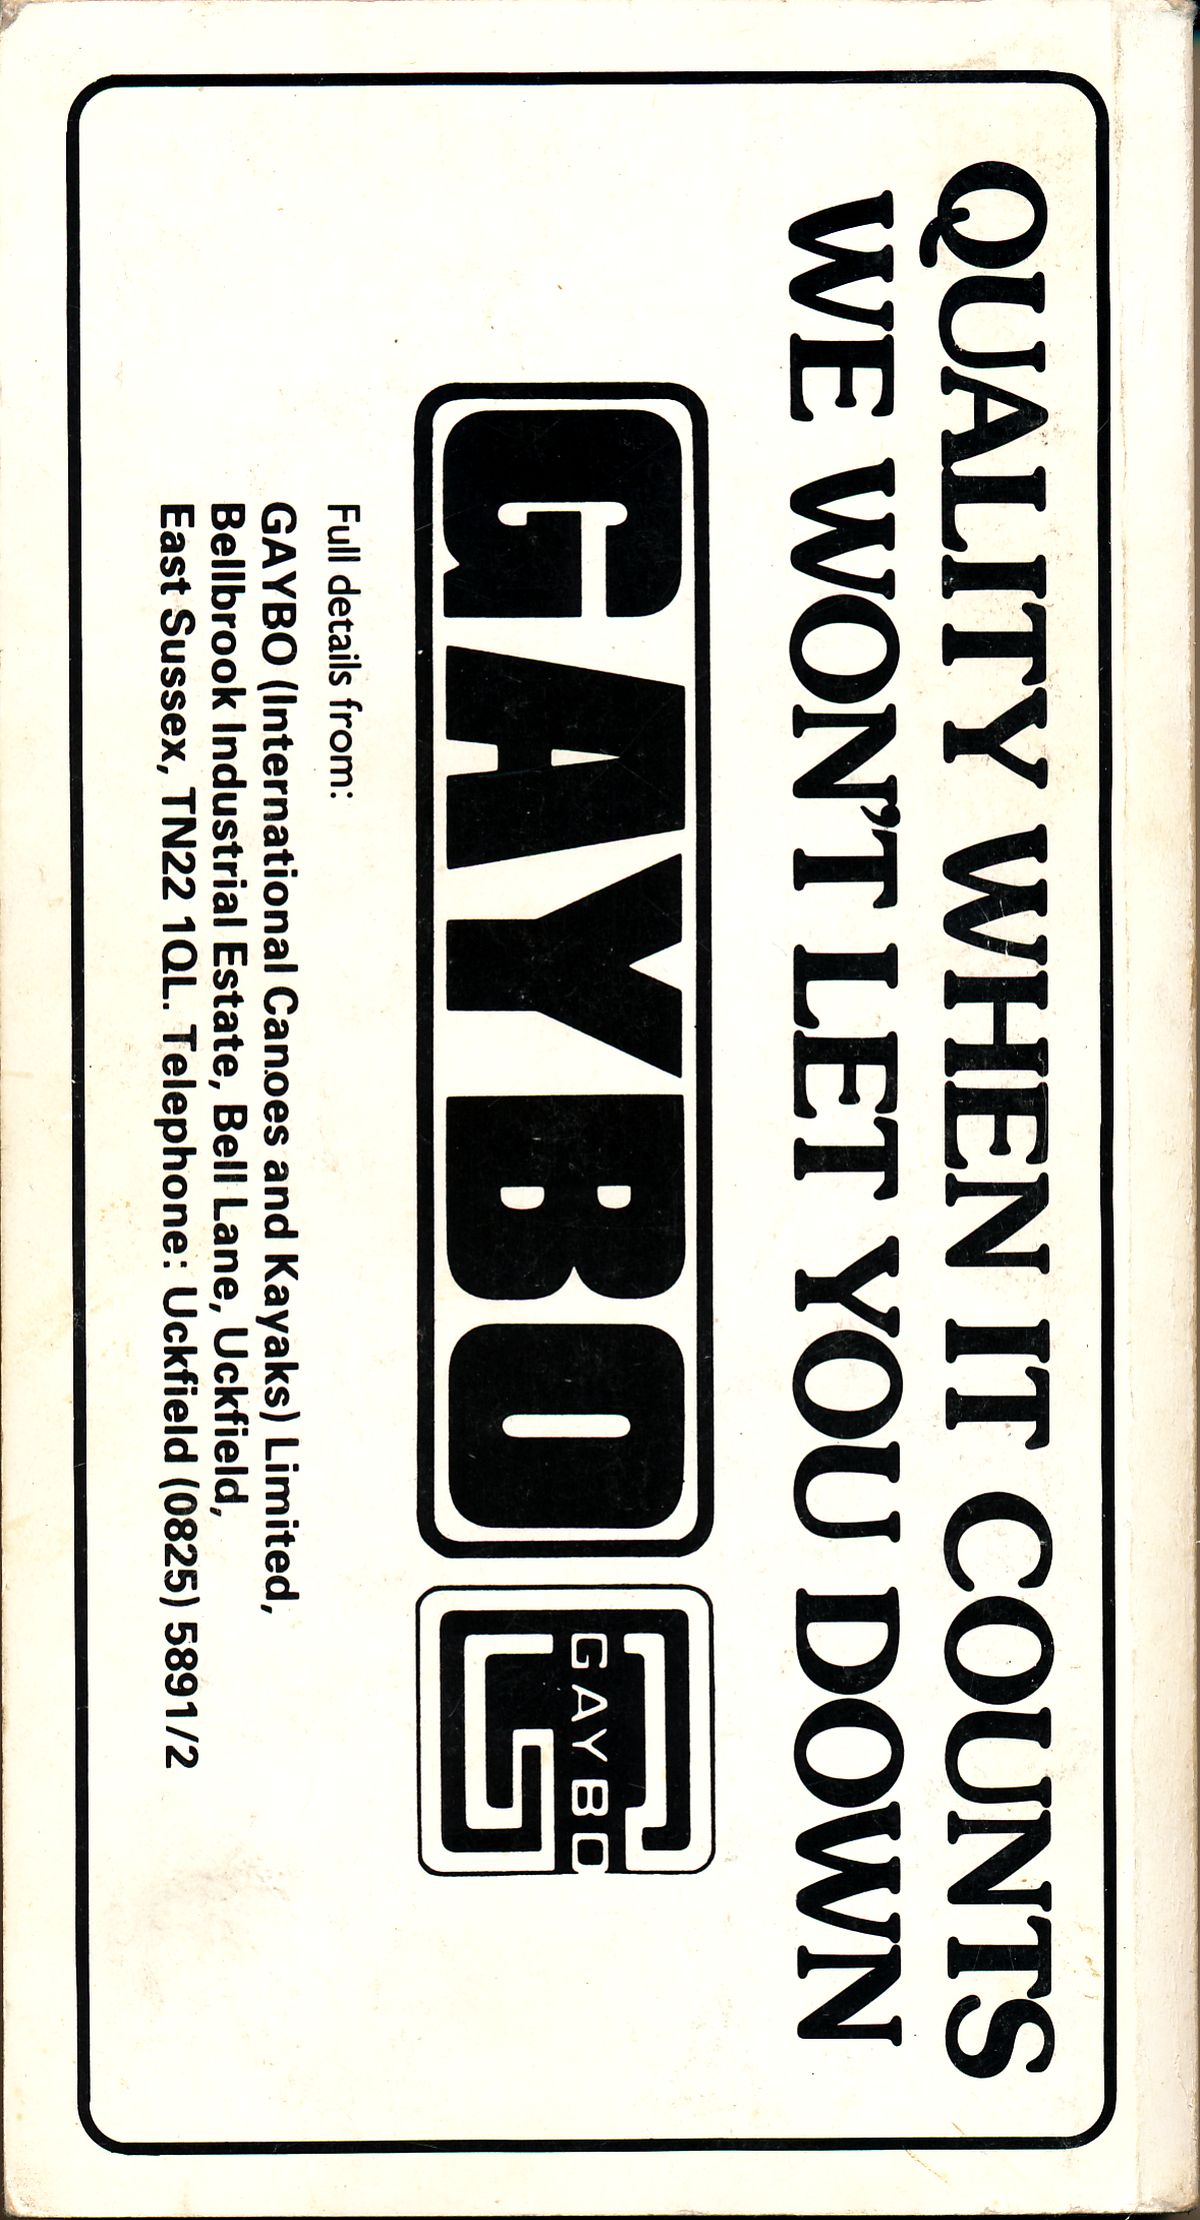 QUALITY WHEN IT COUNTS
WE WON'T LET YOU DOWN
GAYBO
GAYBO
Full details from:
GAYBO (International Canoes and Kayaks) Limited,
Bellbrook Industrial Estate, Bell Lane, Uckfield,
East Sussex, TN22 1QL. Telephone: Uckfield (0825) 5891/2